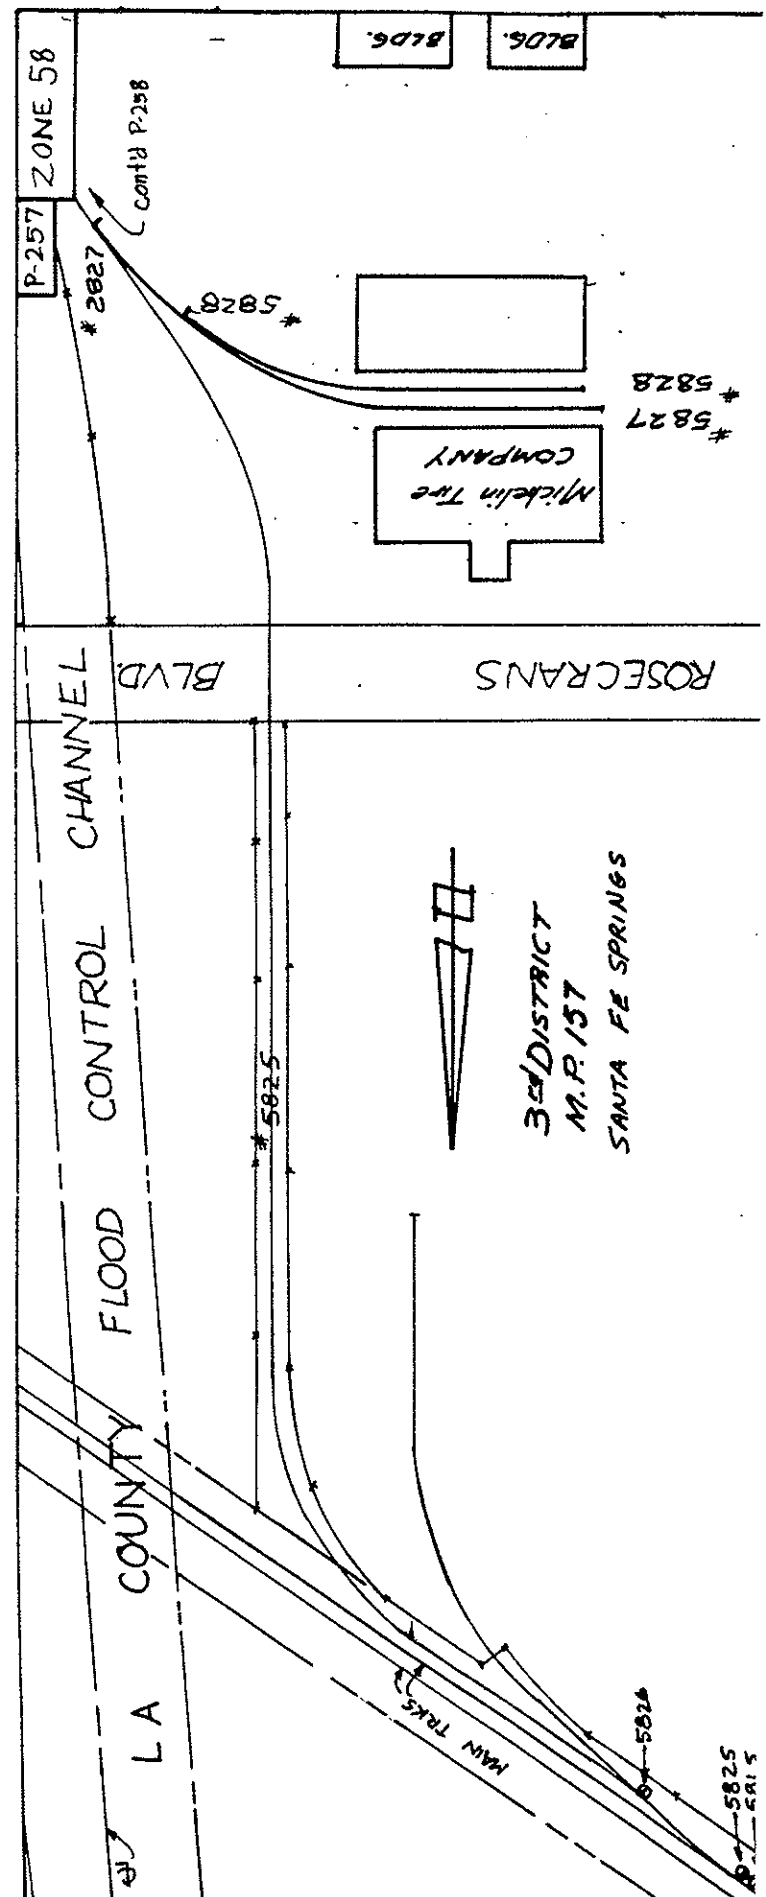 ZONE 58
P-257
cont'd P-258
BLDG.
BLDG.
# 2827
# 5828
# 5828
# 5827
Michelin Tire
COMPANY
ROSECRANS BLVD.
LA COUNTY FLOOD CONTROL CHANNEL
# 5825
3rd DISTRICT
M.P. 157
SANTA FE SPRINGS
MAIN TRKS
5826
5825